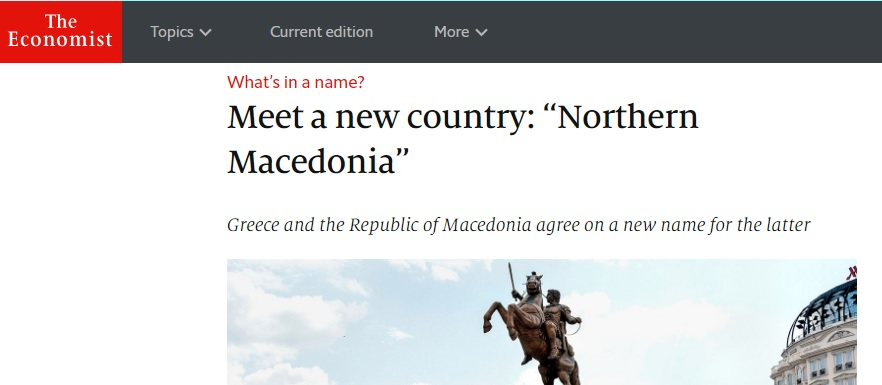 The
Economist
Topics
Current edition
More
What's in a name?
Meet a new country: “Northern
Macedonia”
Greece and the Republic of Macedonia agree on a new name for the latter